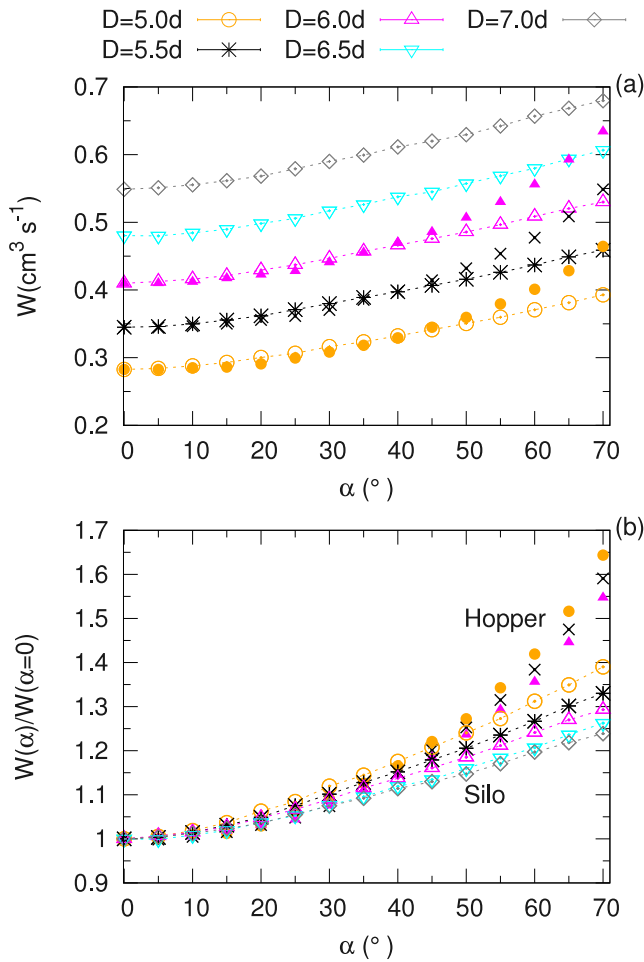 D=5.0d D=6.0d D=7.0d
D=5.5d D=6.5d
(a)
W(cm³ s⁻¹)
0.7
0.6
0.5
0.4
0.3
0.2
0 10 20 30 40 50 60 70
α (°)
(b)
W(α)/W(α=0)
1.7
1.6
1.5
1.4
1.3
1.2
1.1
1
0.9
Hopper
Silo
0 10 20 30 40 50 60 70
α (°)